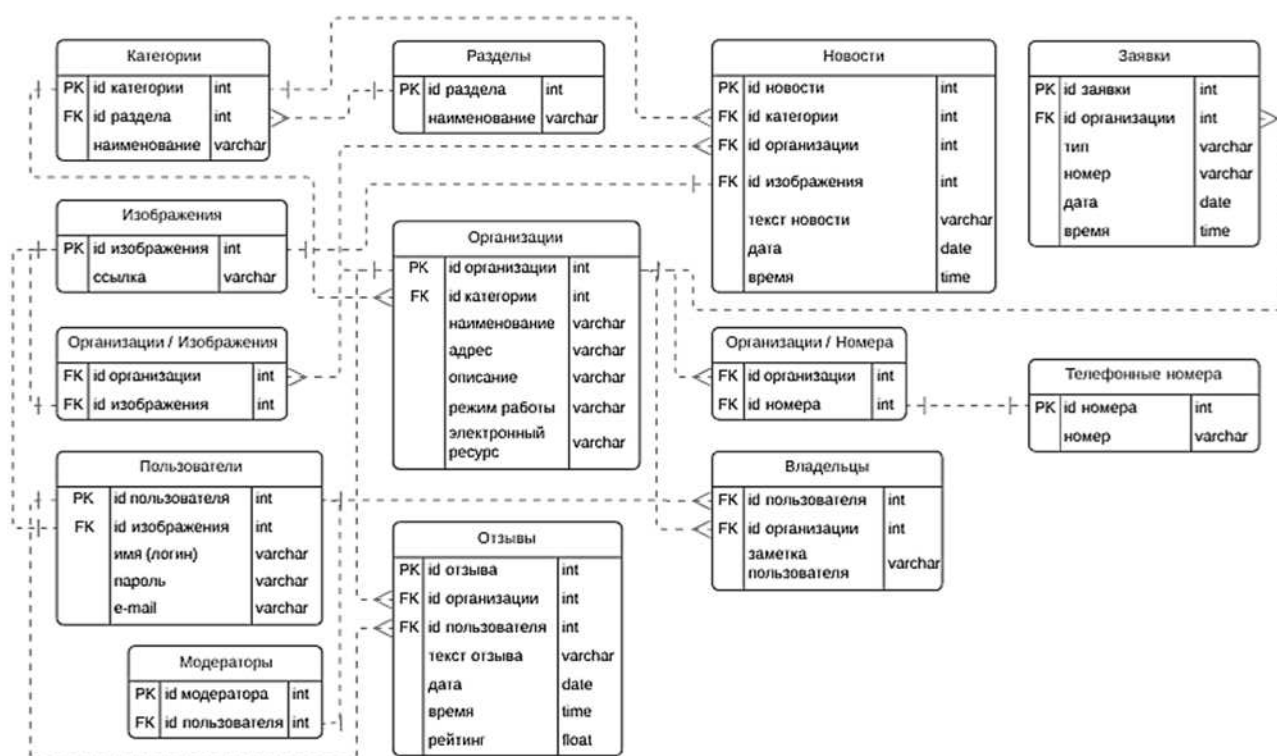 Категории
PK id категории int
FK id раздела int
наименование varchar
Разделы
PK id раздела int
наименование varchar
Новости
PK id новости int
FK id категории int
FK id организации int
FK id изображения int
текст новости varchar
дата date
время time
Заявки
PK id заявки int
FK id организации int
тип varchar
номер varchar
дата date
время time
Изображения
PK id изображения int
ссылка varchar
Организации
PK id организации int
FK id категории int
наименование varchar
адрес varchar
описание varchar
режим работы varchar
электронный
ресурс varchar
Организации / Изображения
FK id организации int
FK id изображения int
Организации / Номера
FK id организации int
FK id номера int
Телефонные номера
PK id номера int
номер varchar
Пользователи
PK id пользователя int
FK id изображения int
имя (логин) varchar
пароль varchar
e-mail varchar
Владельцы
FK id пользователя int
FK id организации int
заметка
пользователя varchar
Отзывы
PK id отзыва int
FK id организации int
FK id пользователя int
текст отзыва varchar
дата date
время time
рейтинг float
Модераторы
PK id модератора int
FK id пользователя int